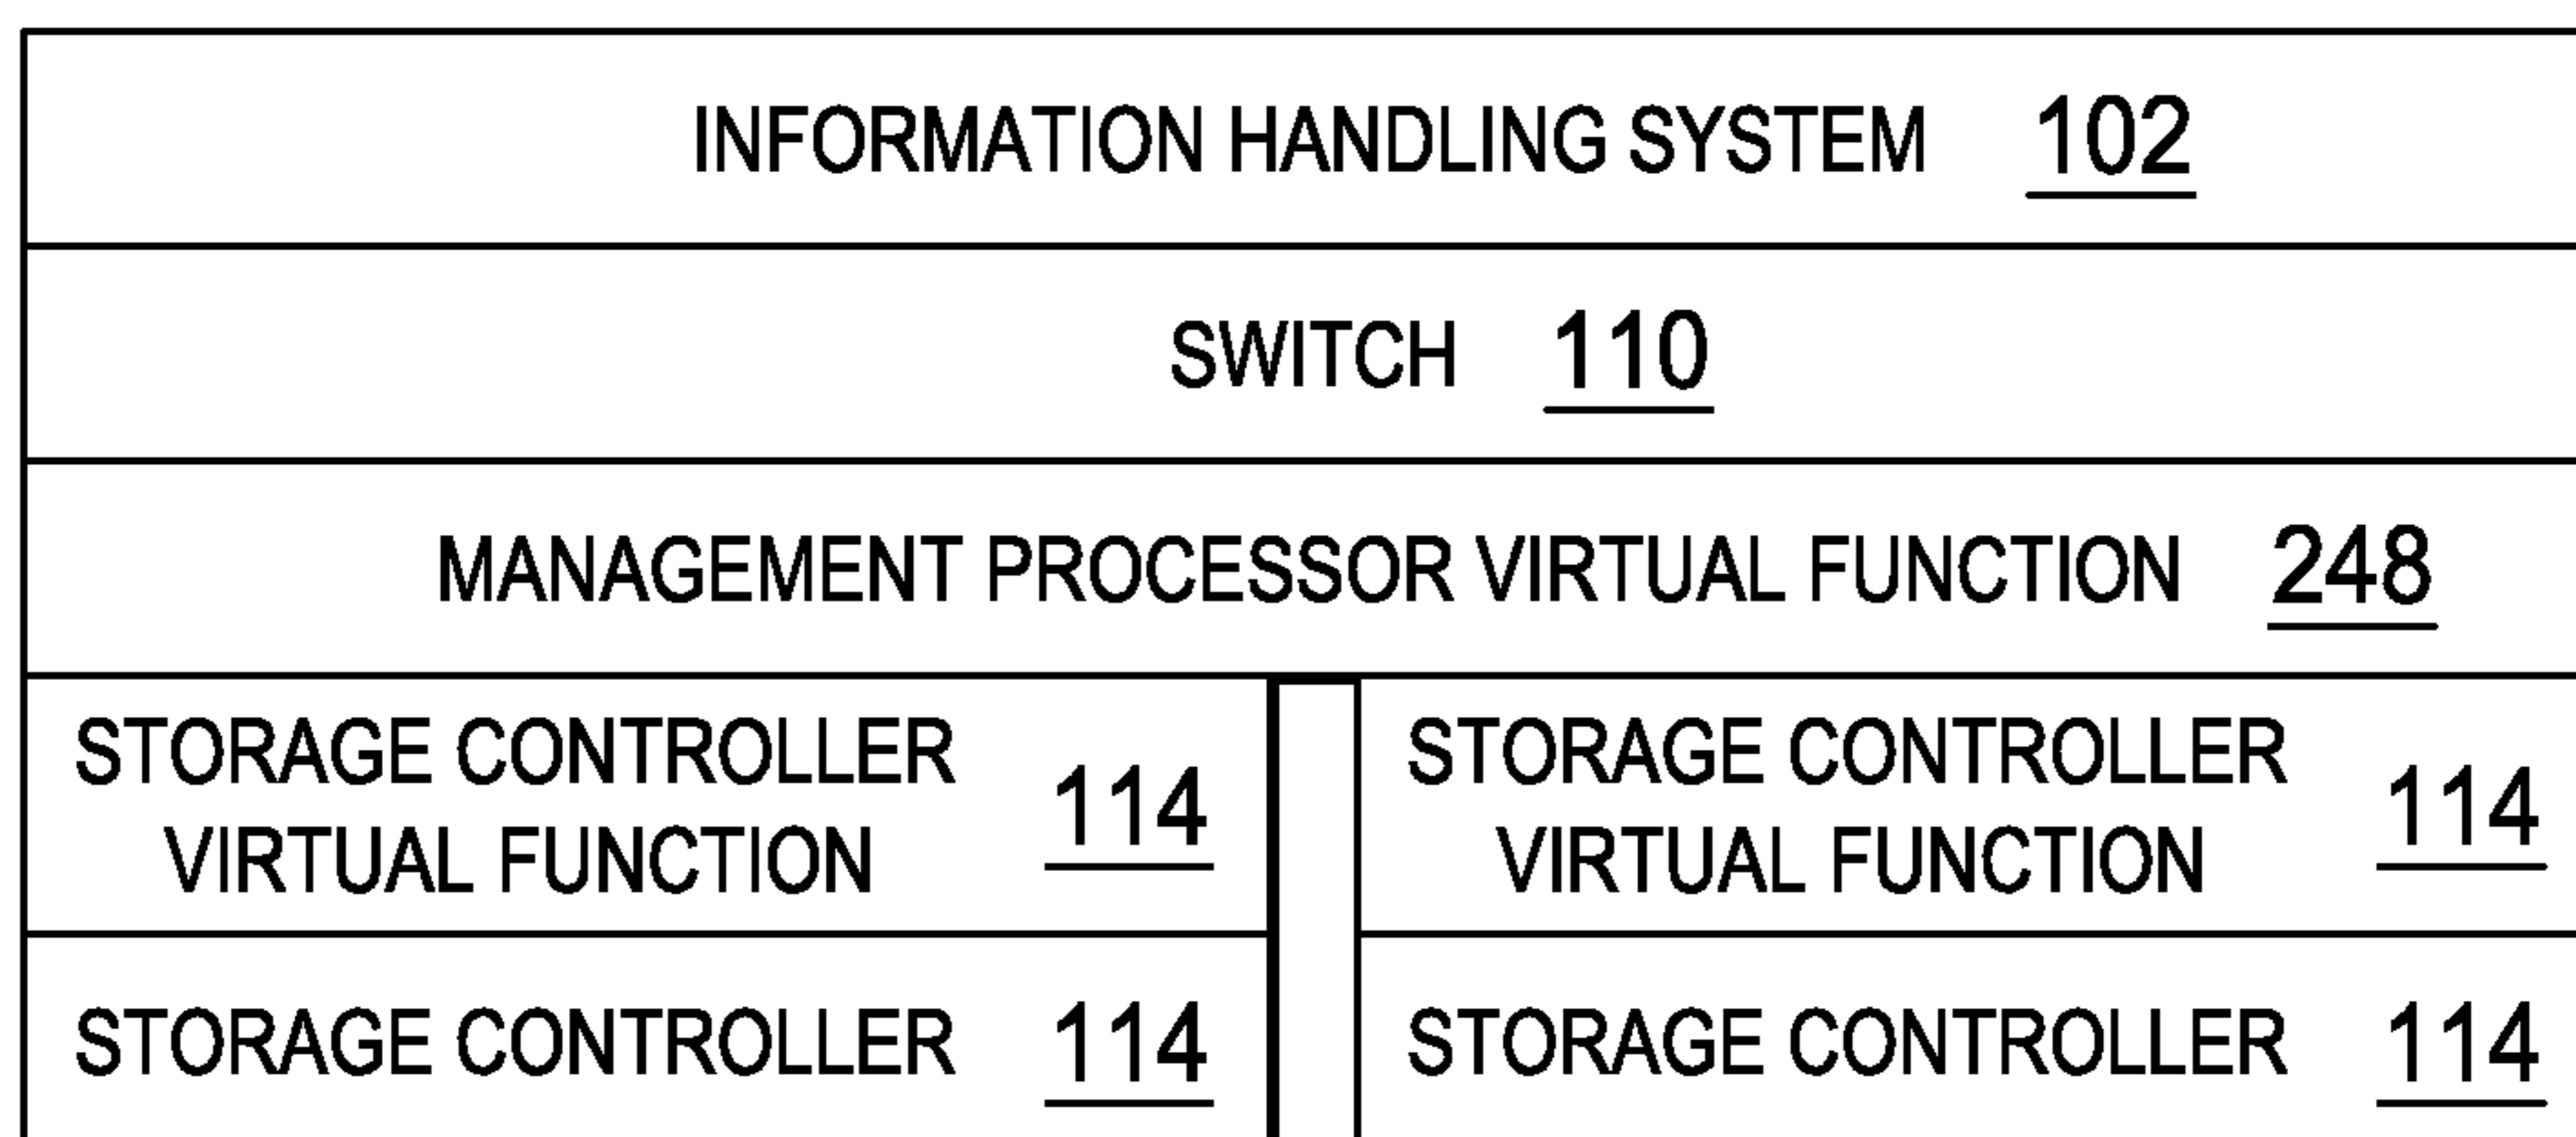 INFORMATION HANDLING SYSTEM 102
SWITCH 110
MANAGEMENT PROCESSOR VIRTUAL FUNCTION 248
STORAGE CONTROLLER
VIRTUAL FUNCTION 114
STORAGE CONTROLLER
VIRTUAL FUNCTION 114
STORAGE CONTROLLER 114
STORAGE CONTROLLER 114